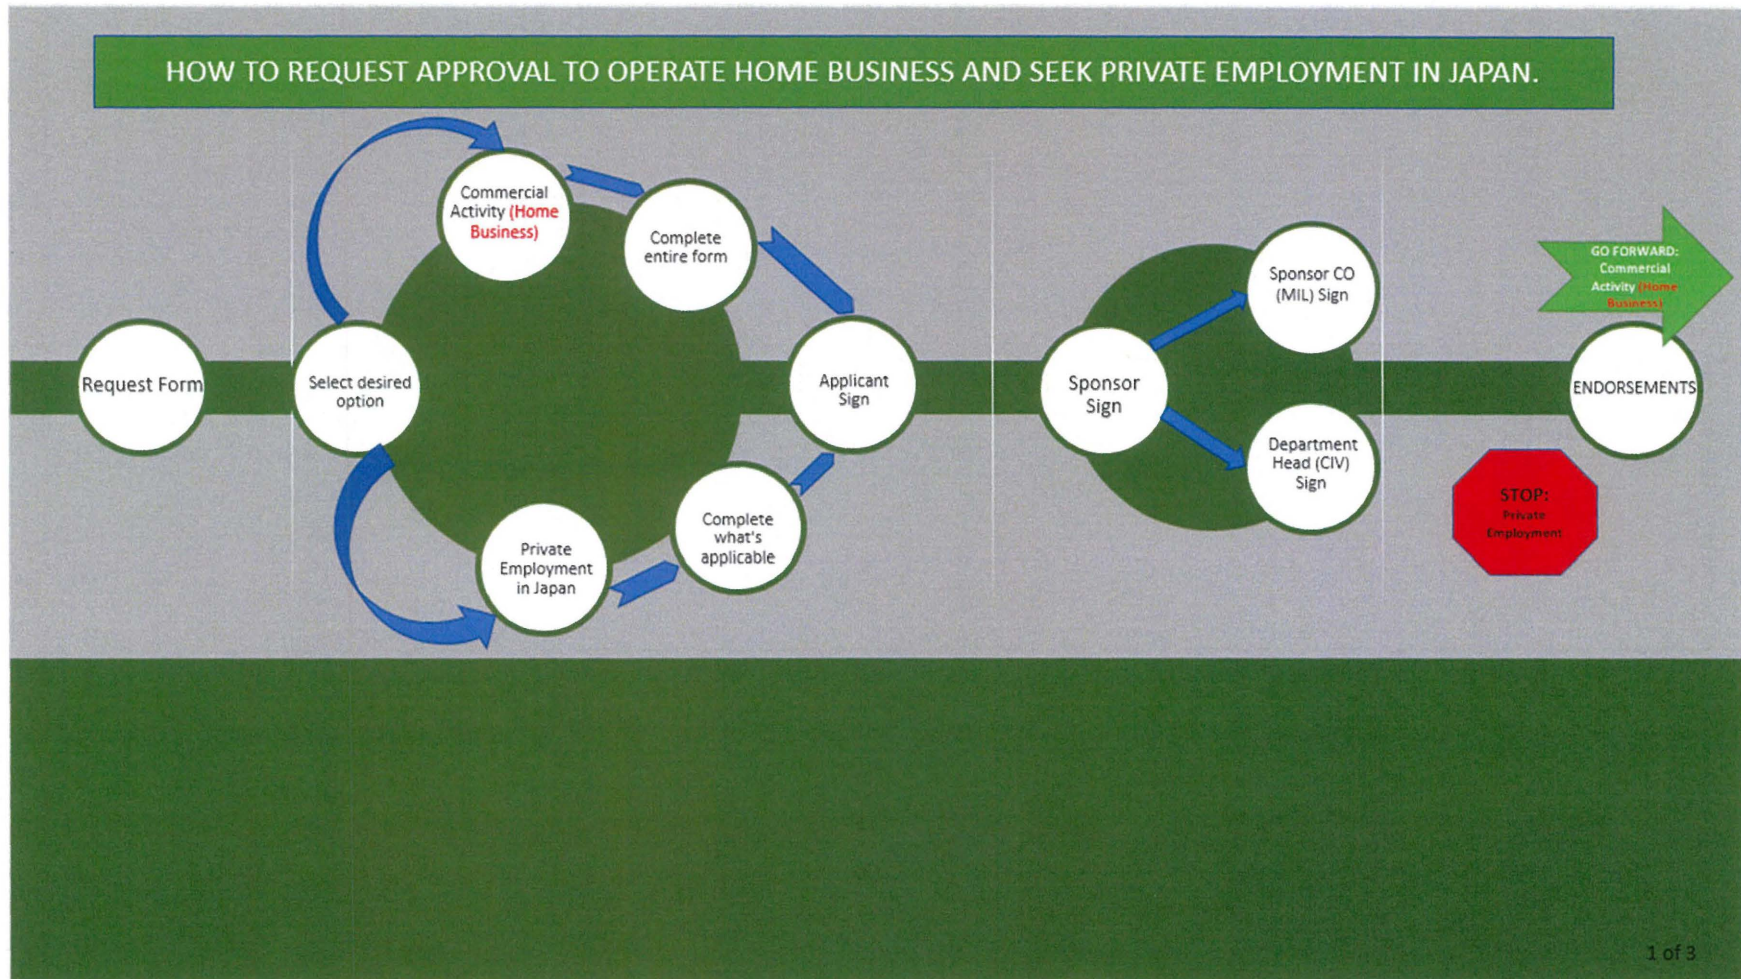 HOW TO REQUEST APPROVAL TO OPERATE HOME BUSINESS AND SEEK PRIVATE EMPLOYMENT IN JAPAN.
Request Form
Select desired
option
Commercial
Activity (Home
Business)
Complete
entire form
Private
Employment
in Japan
Complete
what's
applicable
Applicant
Sign
Sponsor
Sign
Sponsor CO
(MIL) Sign
Department
Head (CIV)
Sign
GO FORWARD:
Commercial
Activity (Home
Business)
ENDORSEMENTS
STOP:
Private
Employment
1 of 3